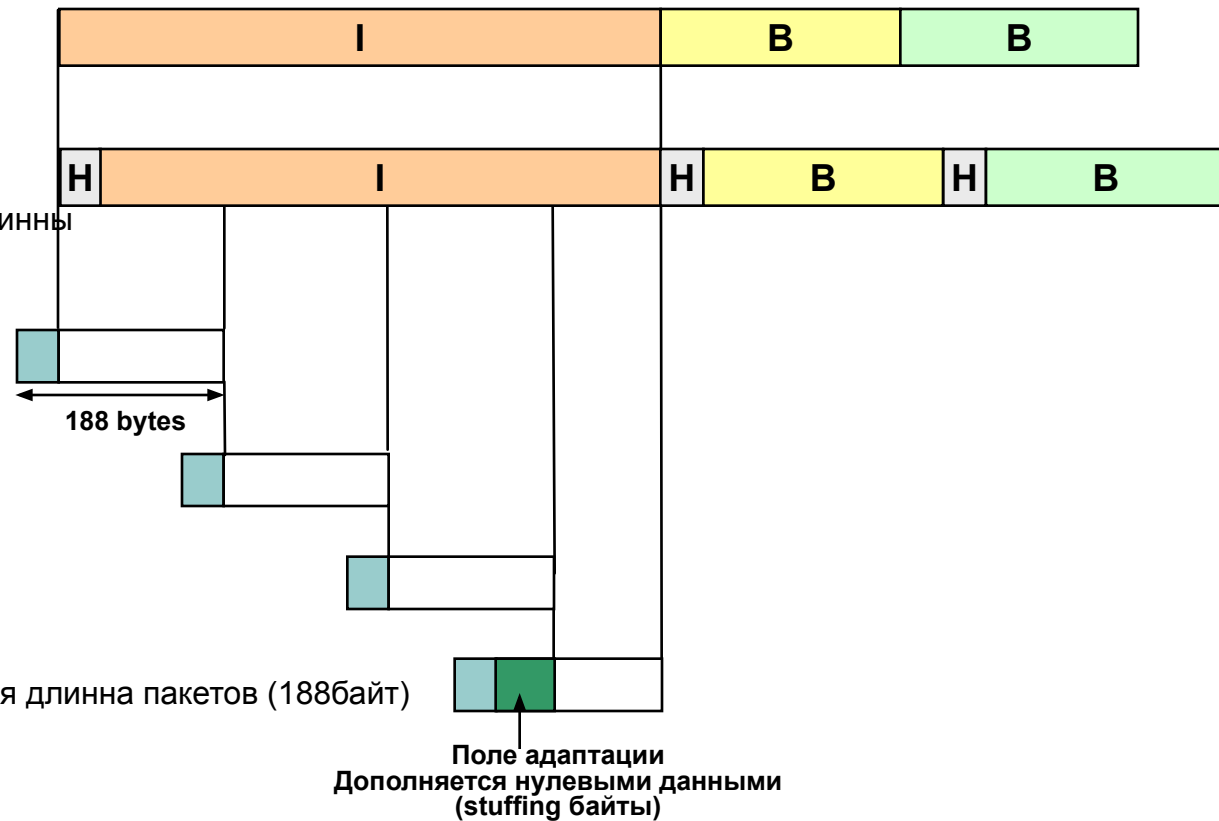 I B B
H I H B H B
инны
188 bytes
я длинна пакетов (188байт)
Поле адаптации
Дополняется нулевыми данными
(stuffing байты)